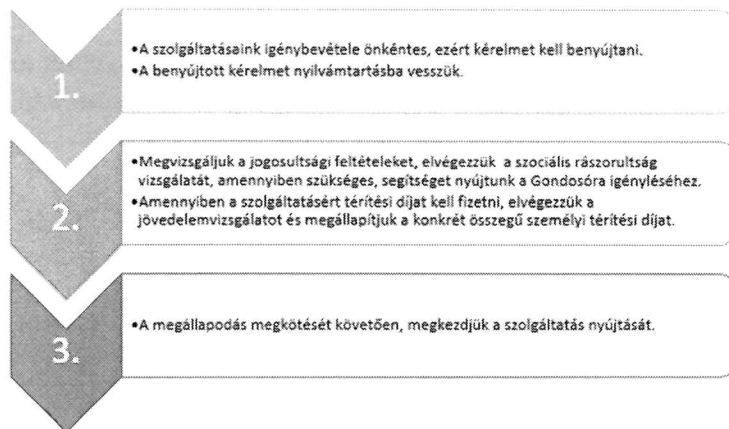 1.
•A szolgáltatásaink igénybevétele önkéntes, ezért kérelmet kell benyújtani.
•A benyújtott kérelmet nyilvámtartásba vesszük.
2.
•Megvizsgáljuk a jogosultsági feltételeket, elvégezzük a szociális rászorultság
vizsgálatát, amennyiben szükséges, segítséget nyújtunk a Gondosóra igényléséhez.
•Amennyiben a szolgáltatásért térítési díjat kell fizetni, elvégezzük a
jövedelemvizsgálatot és megállapítjuk a konkrét összegű személyi térítési díjat.
3.
•A megállapodás megkötését követően, megkezdjük a szolgáltatás nyújtását.